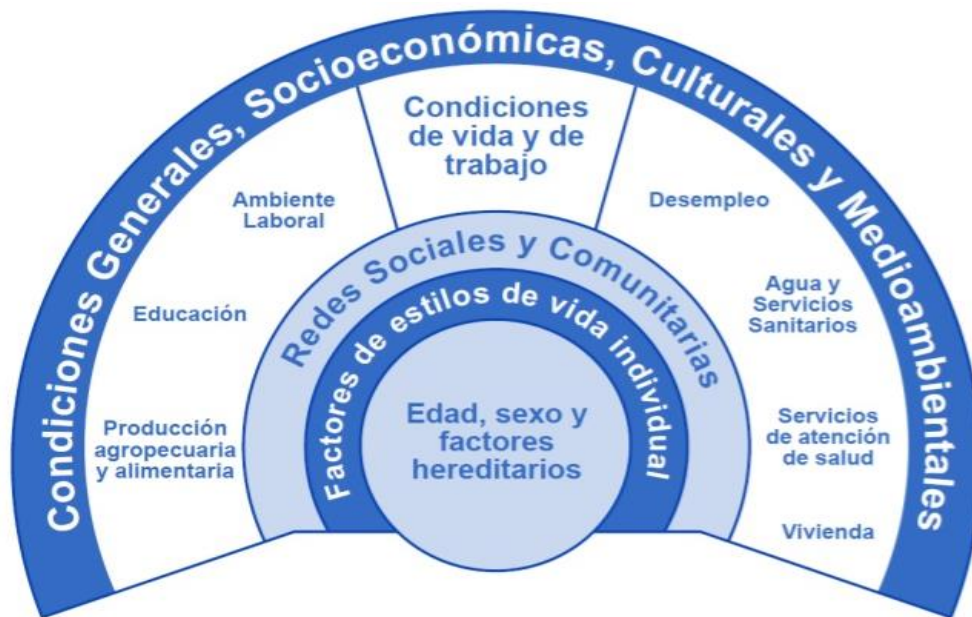 Condiciones Generales, Socioeconómicas, Culturales y Medioambientales
Condiciones
de vida y de
trabajo
Ambiente
Laboral
Educación
Producción
agropecuaria
y alimentaria
Desempleo
Agua y
Servicios
Sanitarios
Servicios
de atención
de salud
Vivienda
Redes Sociales y Comunitarias
Factores de estilos de vida individual
Edad, sexo y
factores
hereditarios